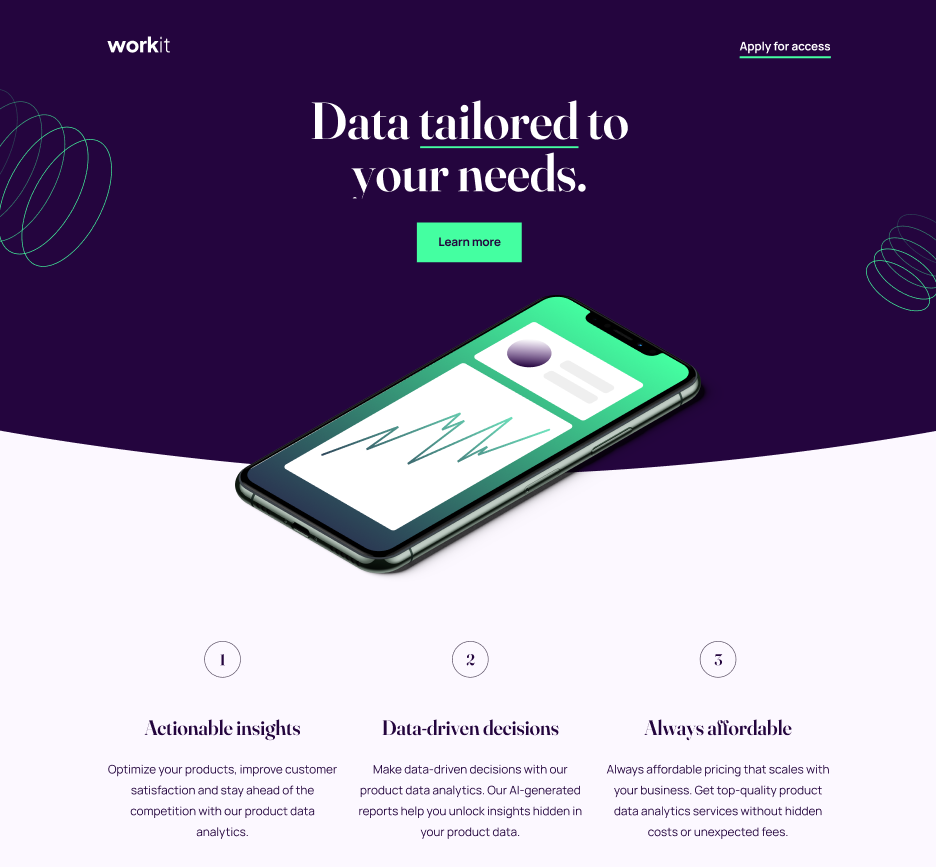 workit
Apply for access
Data tailored to
your needs.
Learn more
1
2
3
Actionable insights
Data-driven decisions
Always affordable
Optimize your products, improve customer
satisfaction and stay ahead of the
competition with our product data
analytics.
Make data-driven decisions with our
product data analytics. Our AI-generated
reports help you unlock insights hidden in
your product data.
Always affordable pricing that scales with
your business. Get top-quality product
data analytics services without hidden
costs or unexpected fees.